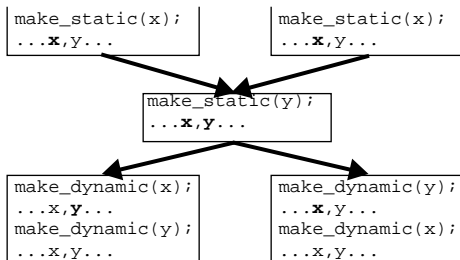 make_static(x);
...x,y...
make_static(x);
...x,y...
make_static(y);
...x,y...
make_dynamic(x);
...x,y...
make_dynamic(y);
...x,y...
make_dynamic(y);
...x,y...
make_dynamic(x);
...x,y...